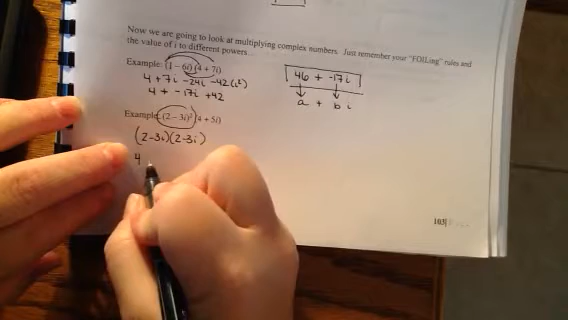 Now we are going to look at multiplying complex numbers. Just remember your "FOILing" rules and
the value of i to different powers.
Example: (1 – 6i)(4 + 7i)
4 + 7i – 24i – 42(i²)
4 + -17i + 42
46 + -17i
a + b i
Example: (2 – 3i)² (4 + 5i)
(2-3i)(2-3i)
4
103|